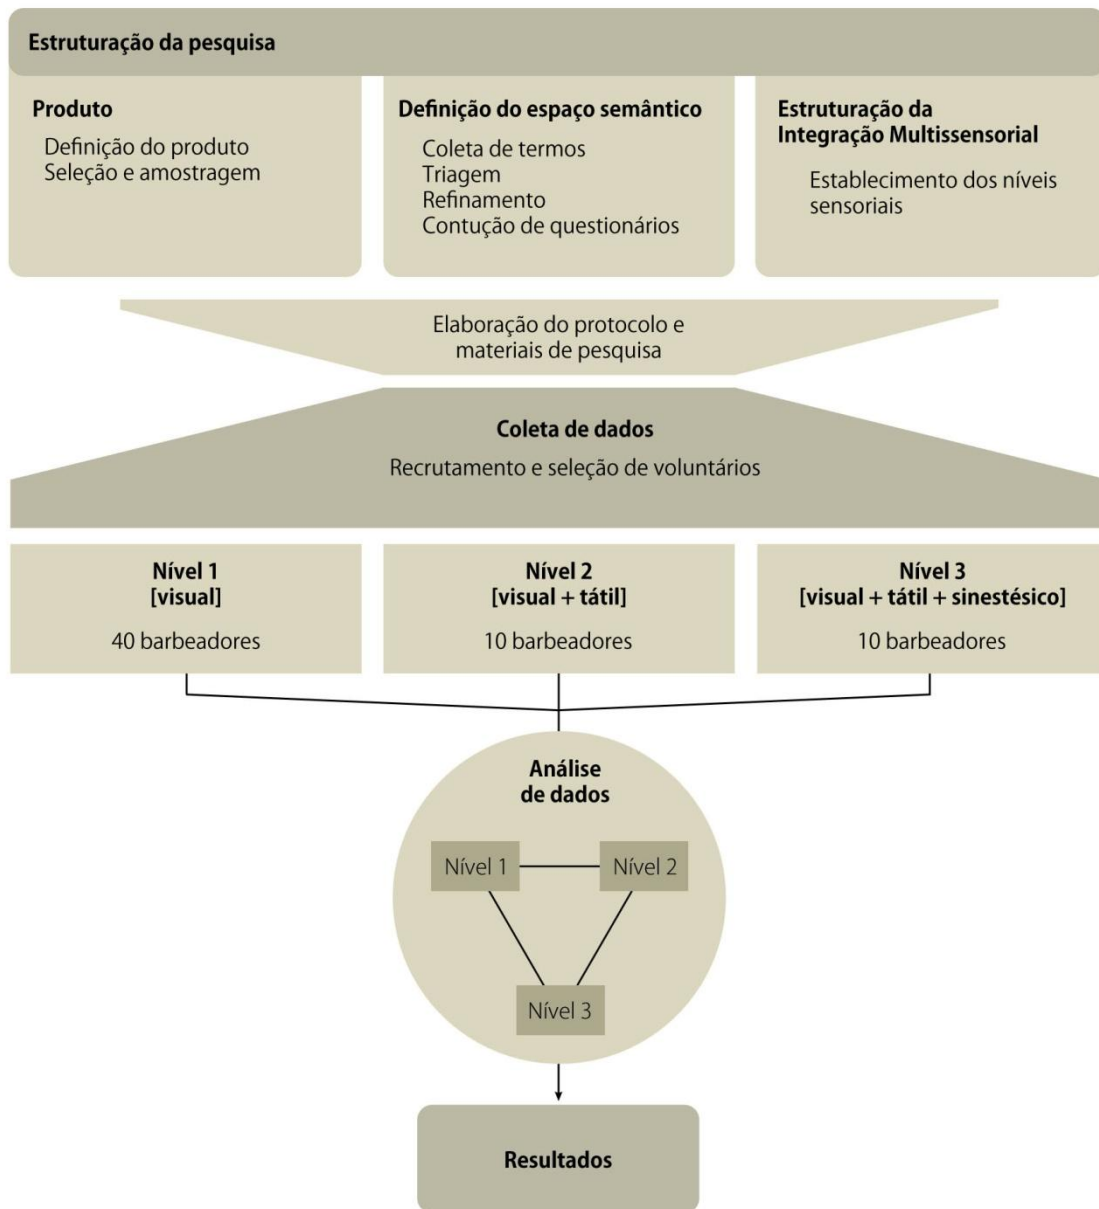 Estruturação da pesquisa
Produto
Definição do produto
Seleção e amostragem
Definição do espaço semântico
Coleta de termos
Triagem
Refinamento
Contução de questionários
Estruturação da
Integração Multissensorial
Establecimento dos níveis
sensoriais
Elaboração do protocolo e
materiais de pesquisa
Coleta de dados
Recrutamento e seleção de voluntários
Nível 1
[visual]
40 barbeadores
Nível 2
[visual + tátil]
10 barbeadores
Nível 3
[visual + tátil + sinestésico]
10 barbeadores
Análise
de dados
Nível 1
Nível 2
Nível 3
Resultados